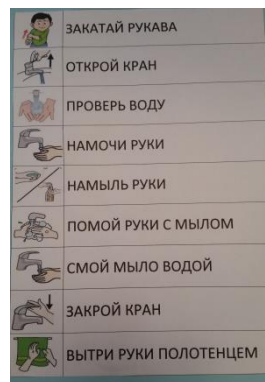 ЗАКАТАЙ РУКАВА
ОТКРОЙ КРАН
ПРОВЕРЬ ВОДУ
НАМОЧИ РУКИ
НАМЫЛЬ РУКИ
ПОМОЙ РУКИ С МЫЛОМ
СМОЙ МЫЛО ВОДОЙ
ЗАКРОЙ КРАН
ВЫТРИ РУКИ ПОЛОТЕНЦЕМ